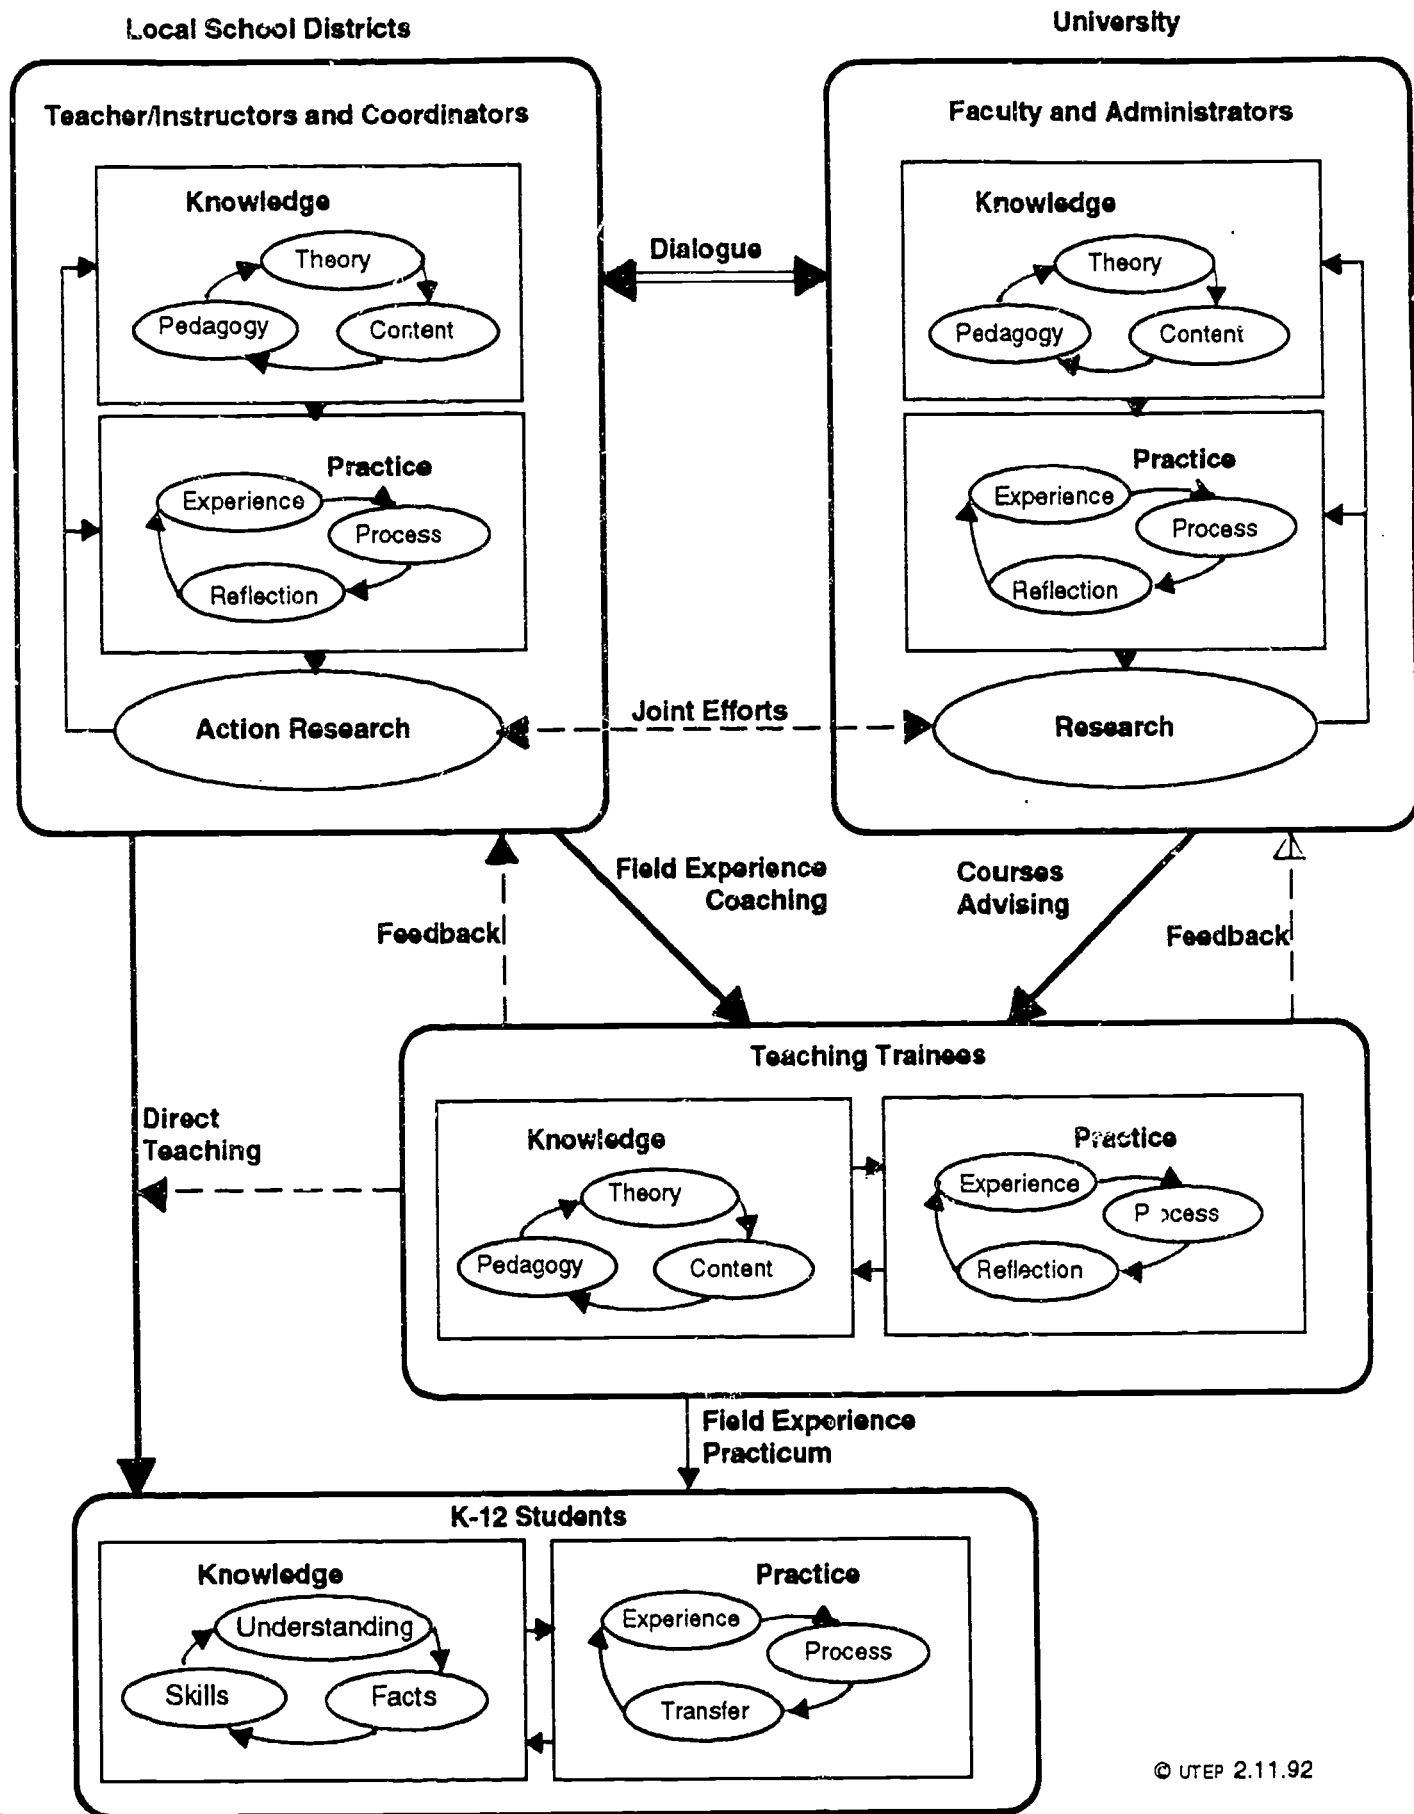 Local School Districts
University
Teacher/Instructors and Coordinators
Knowledge
Theory
Pedagogy
Content
Practice
Experience
Process
Reflection
Action Research
Dialogue
Joint Efforts
Faculty and Administrators
Knowledge
Theory
Pedagogy
Content
Practice
Experience
Process
Reflection
Research
Feedback
Field Experience
Coaching
Courses
Advising
Feedback
Direct
Teaching
Teaching Trainees
Knowledge
Theory
Pedagogy
Content
Practice
Experience
Process
Reflection
Field Experience
Practicum
K-12 Students
Knowledge
Understanding
Skills
Facts
Practice
Experience
Process
Transfer
© UTEP 2.11.92